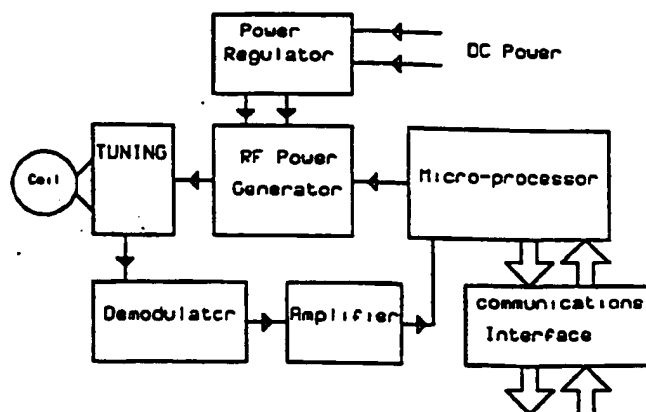 Power
Regulator
DC Power
TUNING
Coil
RF Power
Generator
Micro-processor
Demodulator
Amplifier
communications
Interface